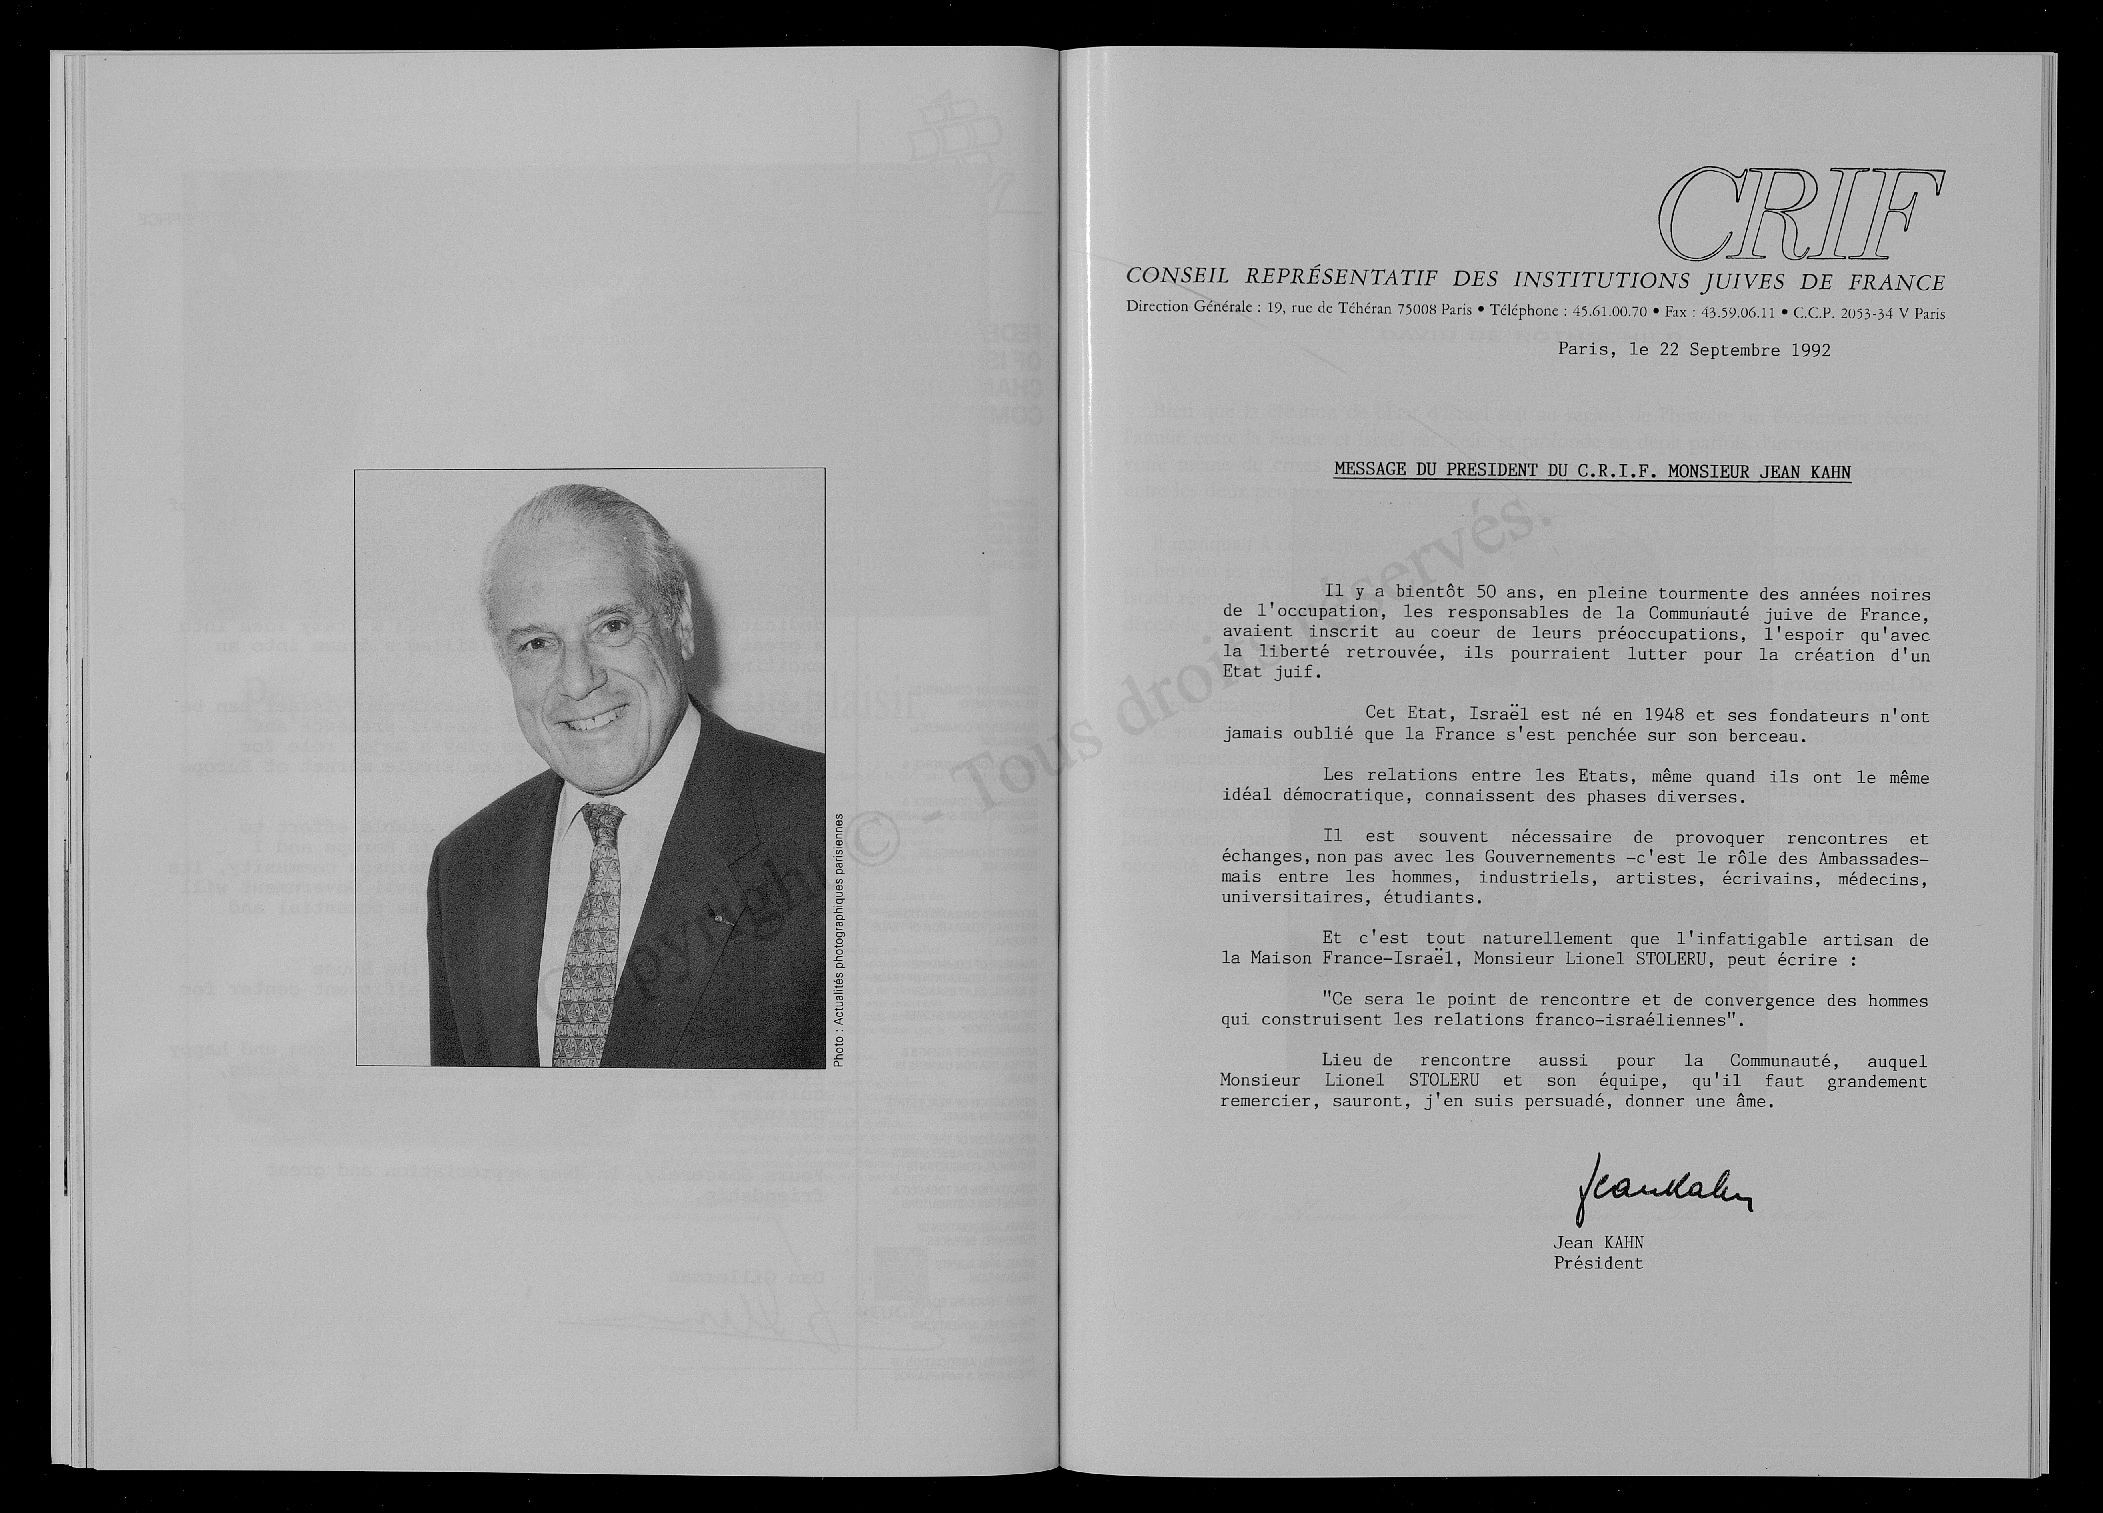 Photo : Actualités photographiques parisiennes
CRIF
CONSEIL REPRÉSENTATIF DES INSTITUTIONS JUIVES DE FRANCE
Direction Générale : 19, rue de Téhéran 75008 Paris • Téléphone : 45.61.00.70 • Fax : 43.59.06.11 • C.C.P. 2053-34 V Paris
Paris, le 22 Septembre 1992
MESSAGE DU PRESIDENT DU C.R.I.F. MONSIEUR JEAN KAHN
Il y a bientôt 50 ans, en pleine tourmente des années noires
de l'occupation, les responsables de la Communauté juive de France,
avaient inscrit au coeur de leurs préoccupations, l'espoir qu'avec
la liberté retrouvée, ils pourraient lutter pour la création d'un
Etat juif.
Cet Etat, Israël est né en 1948 et ses fondateurs n'ont
jamais oublié que la France s'est penchée sur son berceau.
Les relations entre les Etats, même quand ils ont le même
idéal démocratique, connaissent des phases diverses.
Il est souvent nécessaire de provoquer rencontres et
échanges, non pas avec les Gouvernements -c'est le rôle des Ambassades-
mais entre les hommes, industriels, artistes, écrivains, médecins,
universitaires, étudiants.
Et c'est tout naturellement que l'infatigable artisan de
la Maison France-Israël, Monsieur Lionel STOLERU, peut écrire :
"Ce sera le point de rencontre et de convergence des hommes
qui construisent les relations franco-israéliennes".
Lieu de rencontre aussi pour la Communauté, auquel
Monsieur Lionel STOLERU et son équipe, qu'il faut grandement
remercier, sauront, j'en suis persuadé, donner une âme.
Jean Kahn
Jean KAHN
Président
Copyright © - Tous droits réservés.